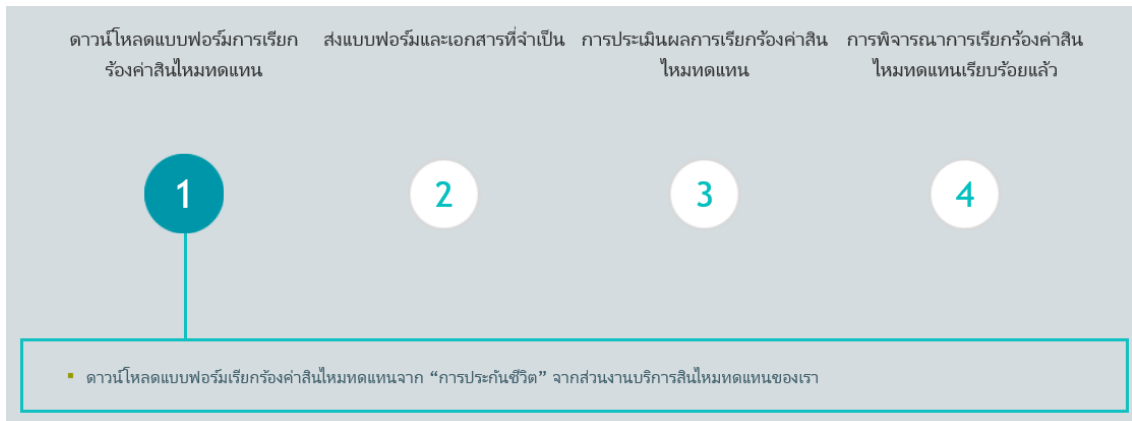 ดาวน์โหลดแบบฟอร์มการเรียก
ร้องค่าสินไหมทดแทน
ส่งแบบฟอร์มและเอกสารที่จำเป็น
การประเมินผลการเรียกร้องค่าสิน
ไหมทดแทน
การพิจารณาการเรียกร้องค่าสิน
ไหมทดแทนเรียบร้อยแล้ว
1
2
3
4
ดาวน์โหลดแบบฟอร์มเรียกร้องค่าสินไหมทดแทนจาก “การประกันชีวิต” จากส่วนงานบริการสินไหมทดแทนของเรา